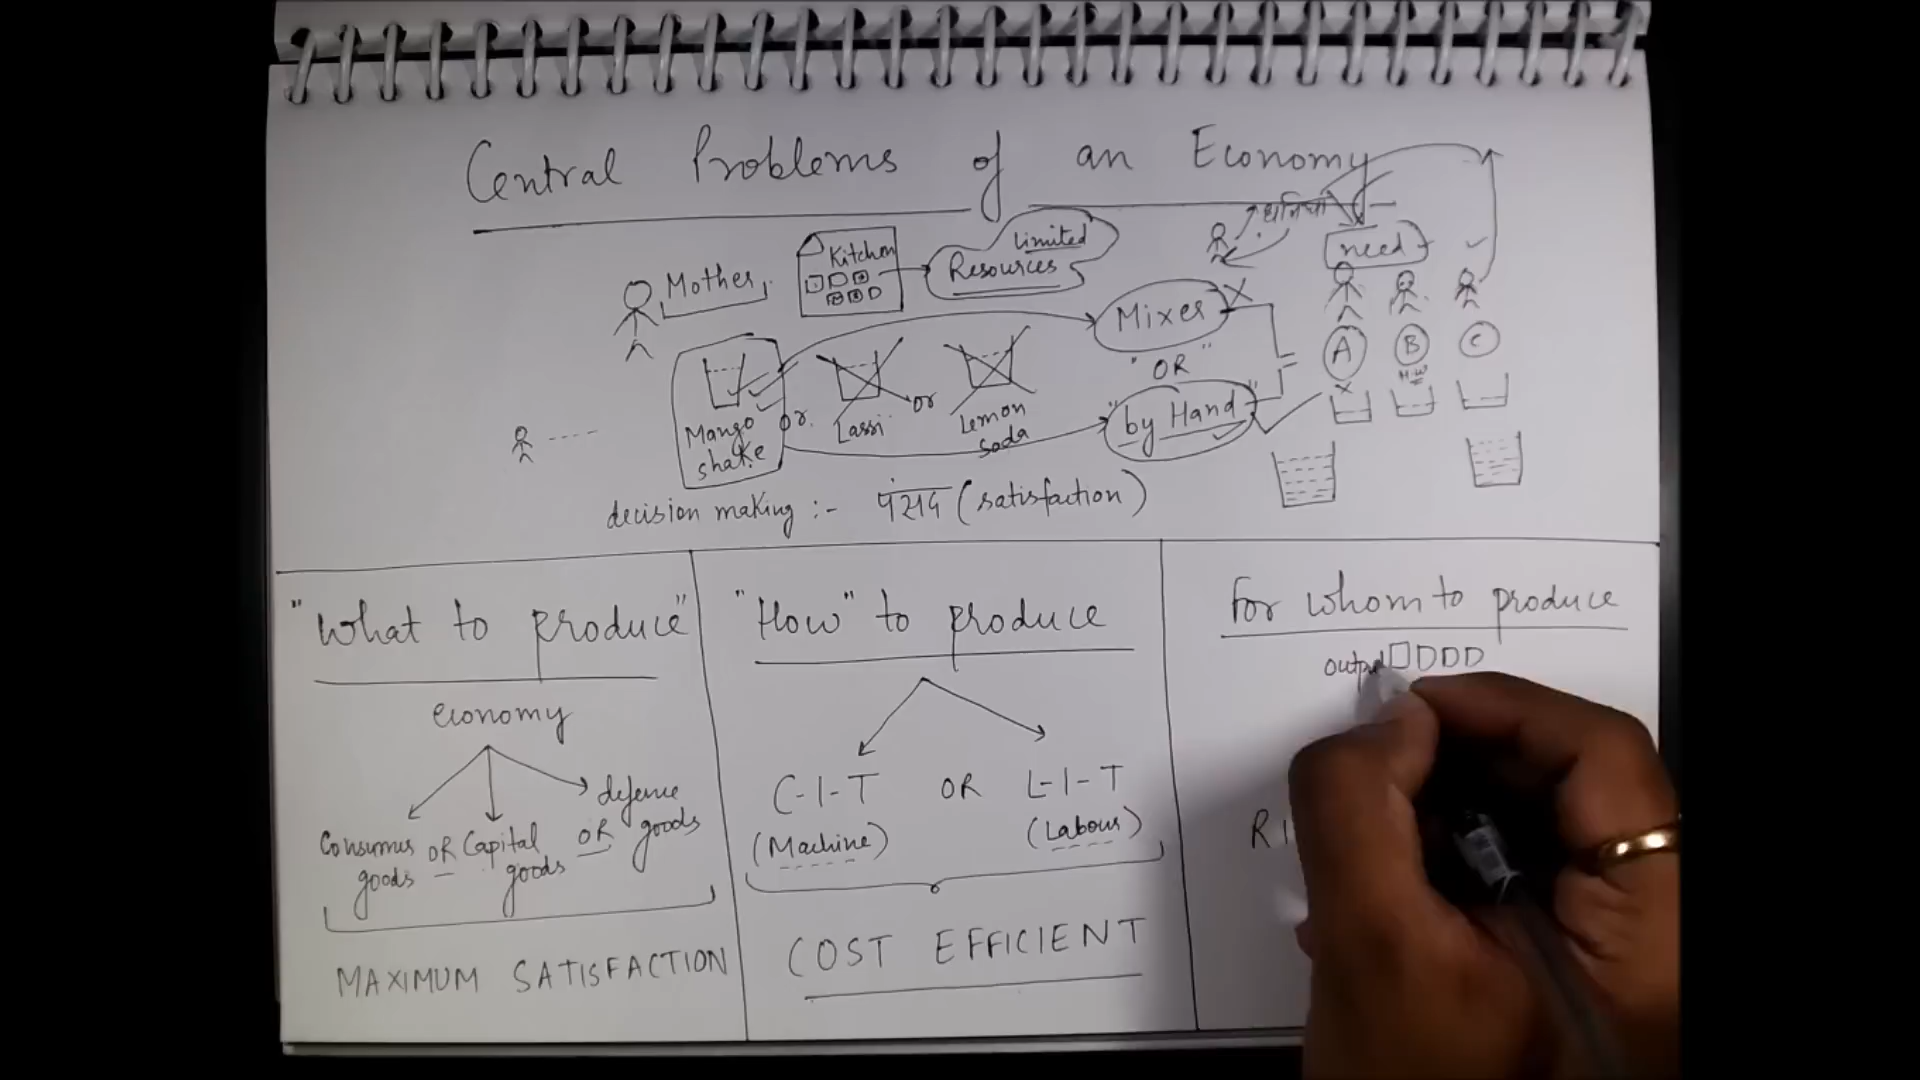 Central Problems of an Economy
धनिया
need
Mother
Kitchen
Limited
Resources
Mixer
" OR "
"by Hand"
A
B
C
H.W
Mango shake
or
Lassi
or
Lemon soda
decision making :- पसंद (satisfaction)
"What to produce"
economy
Consumer goods OR Capital goods OR defence goods
MAXIMUM SATISFACTION
"How" to produce
C-I-T OR L-I-T
(Machine) (Labour)
COST EFFICIENT
for whom to produce
output